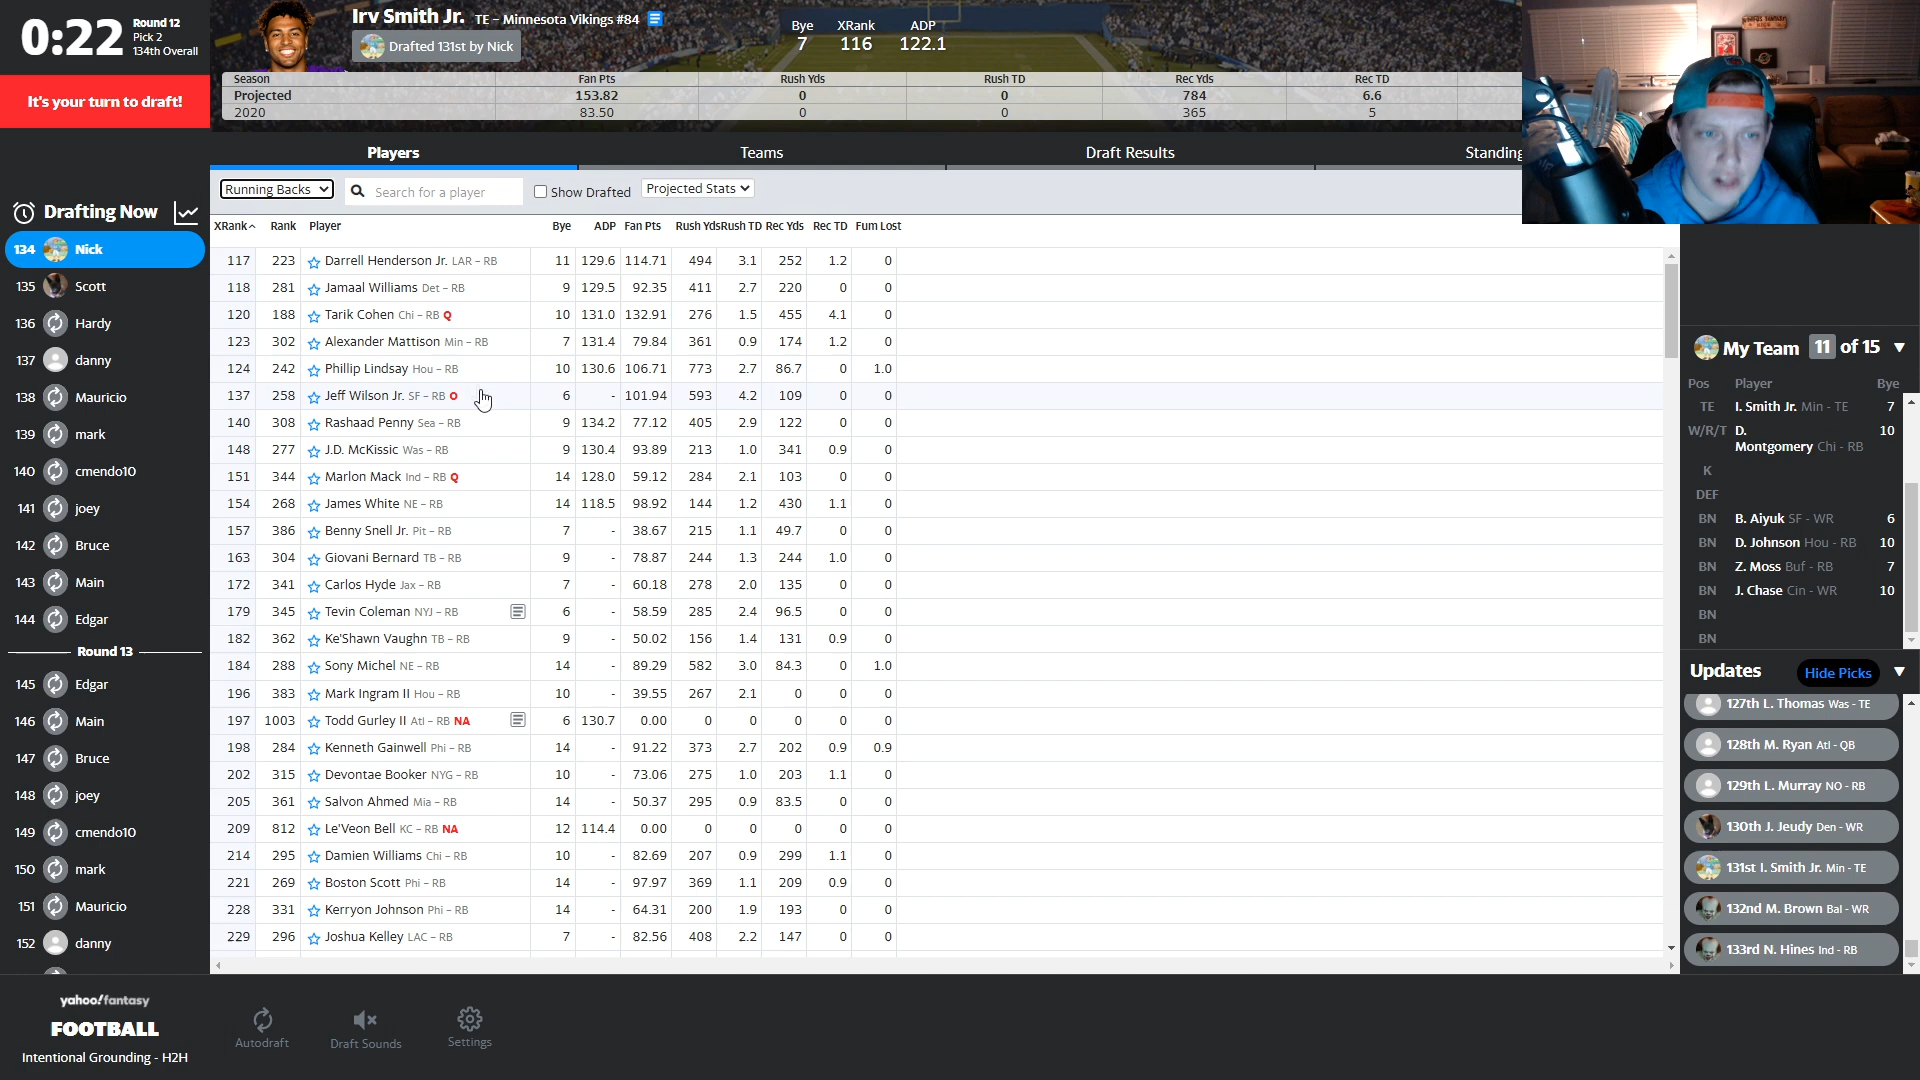 0:22
Round 12
Pick 2
134th Overall
It's your turn to draft!
Irv Smith Jr. TE - Minnesota Vikings #84
Drafted 131st by Nick
Bye XRank ADP
7 116 122.1
Season Fan Pts Rush Yds Rush TD Rec Yds Rec TD
Projected 153.82 0 0 784 6.6
2020 83.50 0 0 365 5
Players Teams Draft Results Standing
Running Backs Search for a player Show Drafted Projected Stats
Drafting Now
134 Nick
135 Scott
136 Hardy
137 danny
138 Mauricio
139 mark
140 cmendo10
141 joey
142 Bruce
143 Main
144 Edgar
Round 13
145 Edgar
146 Main
147 Bruce
148 joey
149 cmendo10
150 mark
151 Mauricio
152 danny
XRank Rank Player Bye ADP Fan Pts Rush Yds Rush TD Rec Yds Rec TD Fum Lost
117 223 Darrell Henderson Jr. LAR - RB 11 129.6 114.71 494 3.1 252 1.2 0
118 281 Jamaal Williams Det - RB 9 129.5 92.35 411 2.7 220 0 0
120 188 Tarik Cohen Chi - RB Q 10 131.0 132.91 276 1.5 455 4.1 0
123 302 Alexander Mattison Min - RB 7 131.4 79.84 361 0.9 174 1.2 0
124 242 Phillip Lindsay Hou - RB 10 130.6 106.71 773 2.7 86.7 0 1.0
137 258 Jeff Wilson Jr. SF - RB O 6 - 101.94 593 4.2 109 0 0
140 308 Rashaad Penny Sea - RB 9 134.2 77.12 405 2.9 122 0 0
148 277 J.D. McKissic Was - RB 9 130.4 93.89 213 1.0 341 0.9 0
151 344 Marlon Mack Ind - RB Q 14 128.0 59.12 284 2.1 103 0 0
154 268 James White NE - RB 14 118.5 98.92 144 1.2 430 1.1 0
157 386 Benny Snell Jr. Pit - RB 7 - 38.67 215 1.1 49.7 0 0
163 304 Giovani Bernard TB - RB 9 - 78.87 244 1.3 244 1.0 0
172 341 Carlos Hyde Jax - RB 7 - 60.18 278 2.0 135 0 0
179 345 Tevin Coleman NYJ - RB 6 - 58.59 285 2.4 96.5 0 0
182 362 Ke'Shawn Vaughn TB - RB 9 - 50.02 156 1.4 131 0.9 0
184 288 Sony Michel NE - RB 14 - 89.29 582 3.0 84.3 0 1.0
196 383 Mark Ingram II Hou - RB 10 - 39.55 267 2.1 0 0 0
197 1003 Todd Gurley II Atl - RB NA 6 130.7 0.00 0 0 0 0 0
198 284 Kenneth Gainwell Phi - RB 14 - 91.22 373 2.7 202 0.9 0.9
202 315 Devontae Booker NYG - RB 10 - 73.06 275 1.0 203 1.1 0
205 361 Salvon Ahmed Mia - RB 14 - 50.37 295 0.9 83.5 0 0
209 812 Le'Veon Bell KC - RB NA 12 114.4 0.00 0 0 0 0 0
214 295 Damien Williams Chi - RB 10 - 82.69 207 0.9 299 1.1 0
221 269 Boston Scott Phi - RB 14 - 97.97 369 1.1 209 0.9 0
228 331 Kerryon Johnson Phi - RB 14 - 64.31 200 1.9 193 0 0
229 296 Joshua Kelley LAC - RB 7 - 82.56 408 2.2 147 0 0
My Team 11 of 15
Pos Player Bye
TE I. Smith Jr. Min - TE 7
W/R/T D. Montgomery Chi - RB 10
K
DEF
BN B. Aiyuk SF - WR 6
BN D. Johnson Hou - RB 10
BN Z. Moss Buf - RB 7
BN J. Chase Cin - WR 10
BN
BN
Updates Hide Picks
127th L. Thomas Was - TE
128th M. Ryan Atl - QB
129th L. Murray NO - RB
130th J. Jeudy Den - WR
131st I. Smith Jr. Min - TE
132nd M. Brown Bal - WR
133rd N. Hines Ind - RB
yahoo!fantasy
FOOTBALL
Intentional Grounding - H2H
Autodraft Draft Sounds Settings